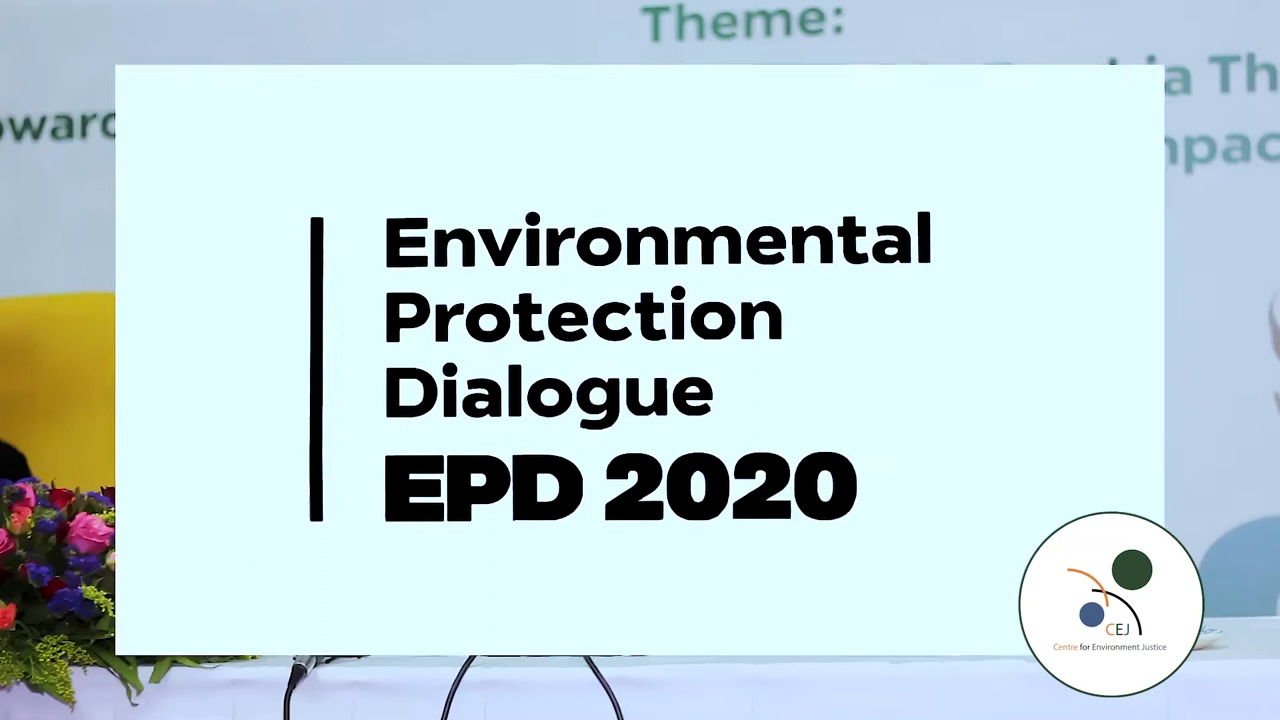 Theme:
Environmental
Protection
Dialogue
EPD 2020
CEJ
Centre for Environment Justice